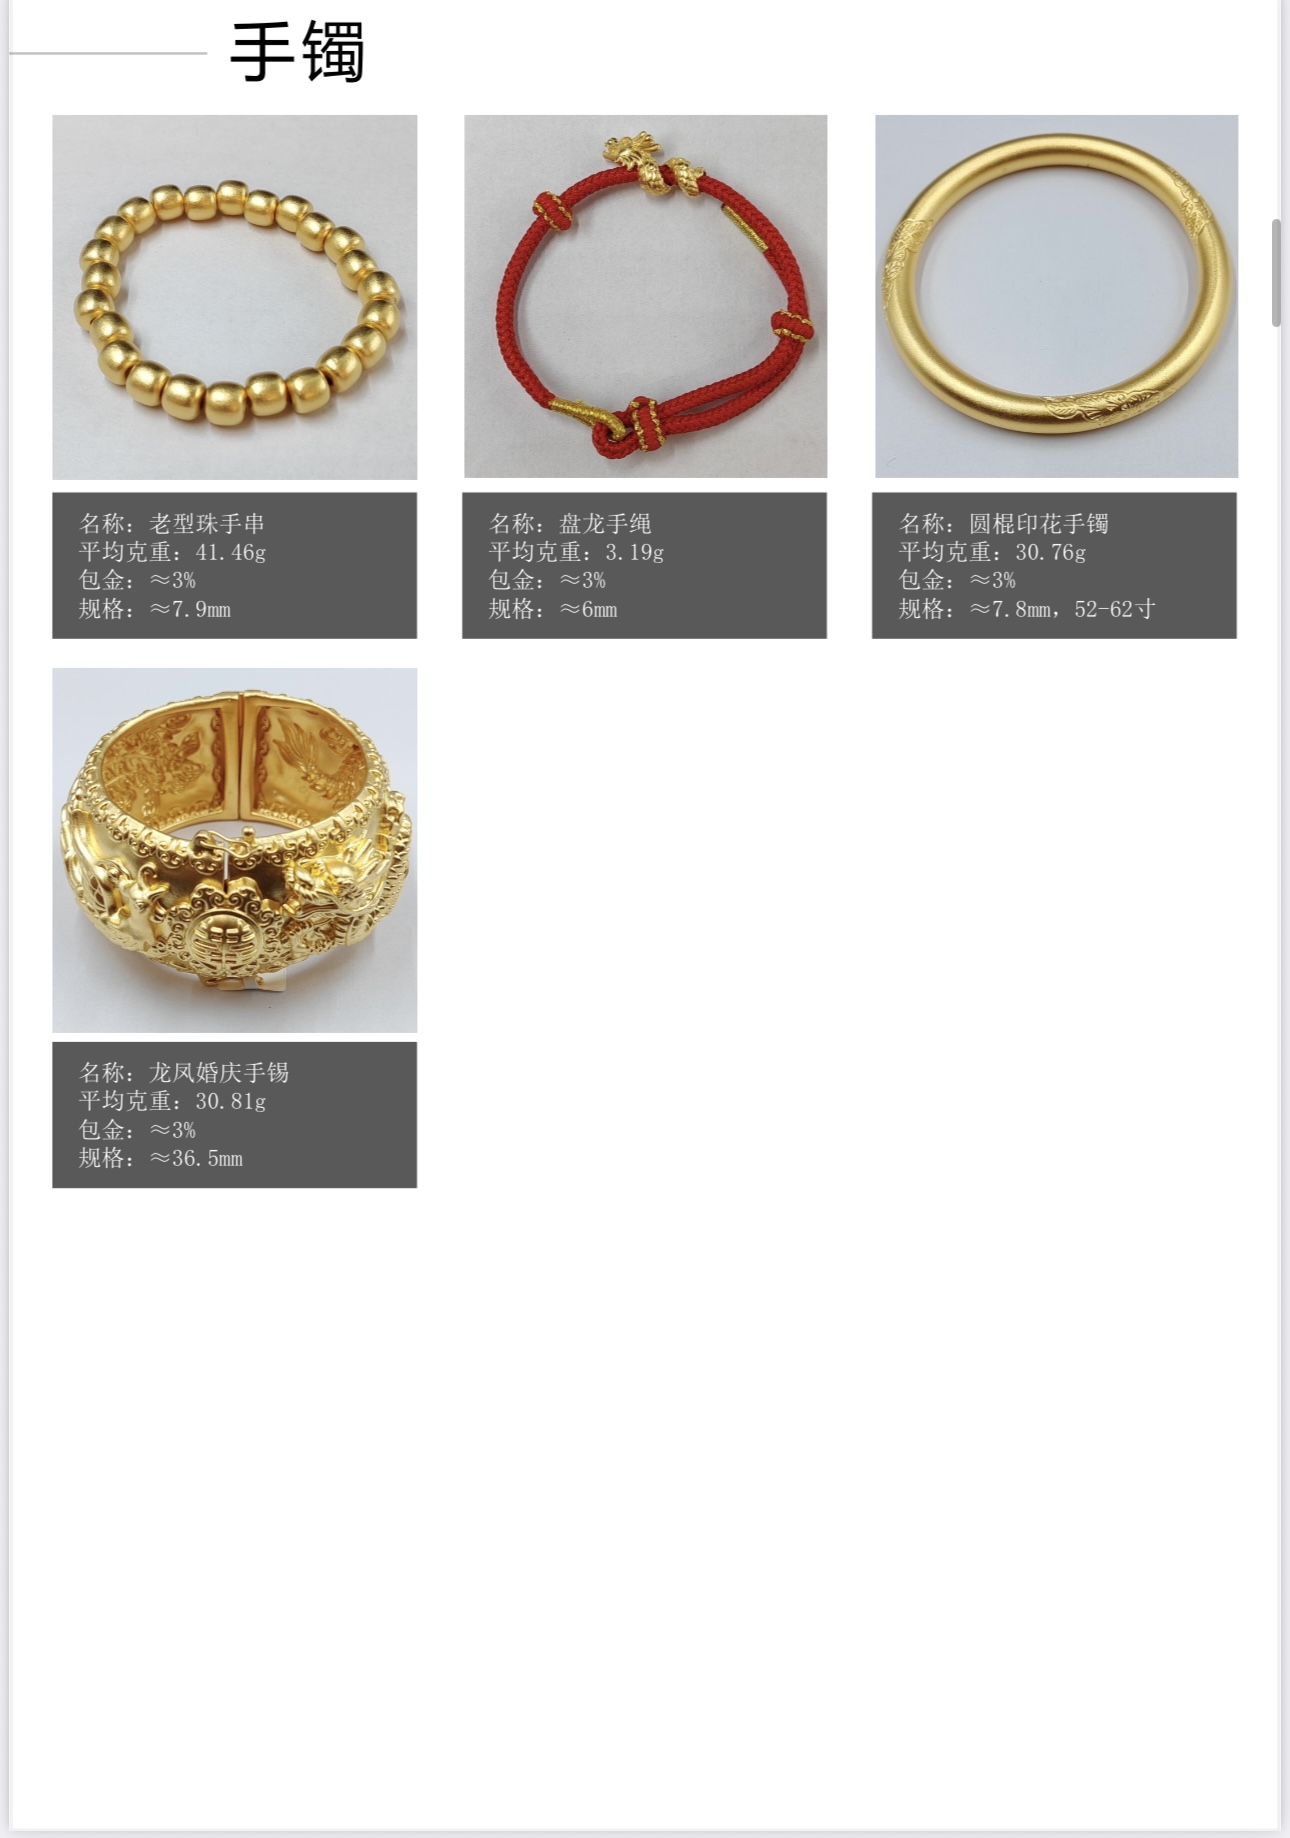 手镯
名称：老型珠手串
平均克重：41.46g
包金：≈3%
规格：≈7.9mm
名称：盘龙手绳
平均克重：3.19g
包金：≈3%
规格：≈6mm
名称：圆棍印花手镯
平均克重：30.76g
包金：≈3%
规格：≈7.8mm，52-62寸
名称：龙凤婚庆手锡
平均克重：30.81g
包金：≈3%
规格：≈36.5mm